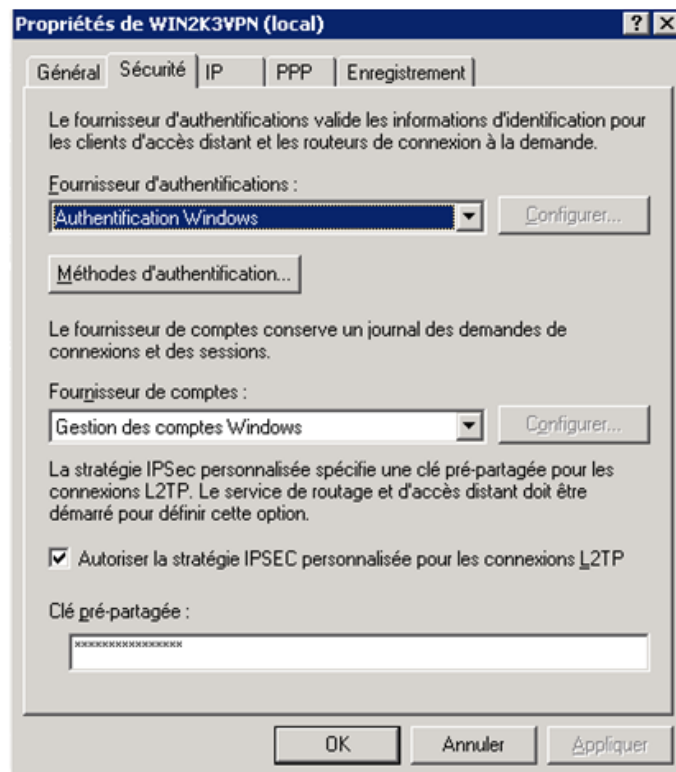 Propriétés de WIN2K3VPN (local)
Général Sécurité IP PPP Enregistrement
Le fournisseur d'authentifications valide les informations d'identification pour
les clients d'accès distant et les routeurs de connexion à la demande.
Fournisseur d'authentifications :
Authentification Windows Configurer...
Méthodes d'authentification...
Le fournisseur de comptes conserve un journal des demandes de
connexions et des sessions.
Fournisseur de comptes :
Gestion des comptes Windows Configurer...
La stratégie IPSec personnalisée spécifie une clé pré-partagée pour les
connexions L2TP. Le service de routage et d'accès distant doit être
démarré pour définir cette option.
Autoriser la stratégie IPSEC personnalisée pour les connexions L2TP
Clé pré-partagée :
****************
OK Annuler Appliquer